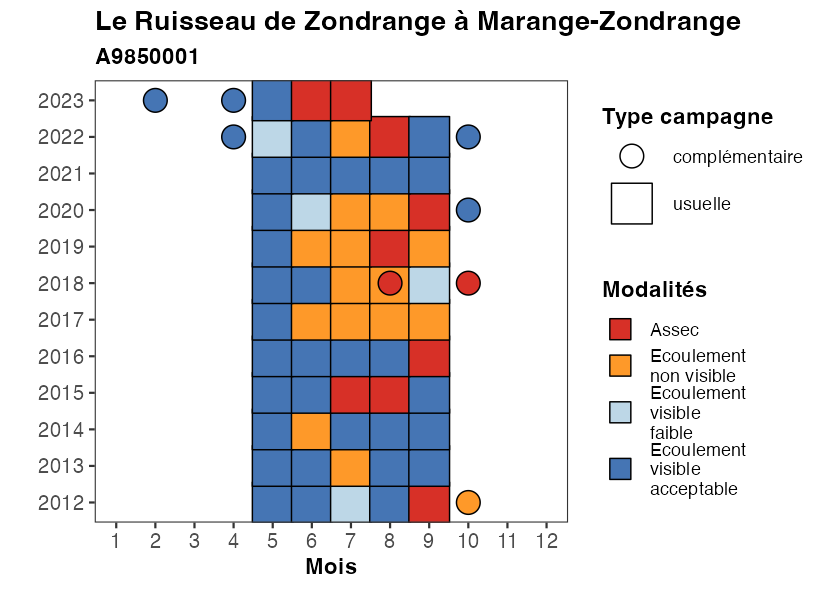 Le Ruisseau de Zondrange à Marange-Zondrange
A9850001
2023
2022
2021
2020
2019
2018
2017
2016
2015
2014
2013
2012
1 2 3 4 5 6 7 8 9 10 11 12
Mois
Type campagne
complémentaire
usuelle
Modalités
Assec
Ecoulement
non visible
Ecoulement
visible
faible
Ecoulement
visible
acceptable